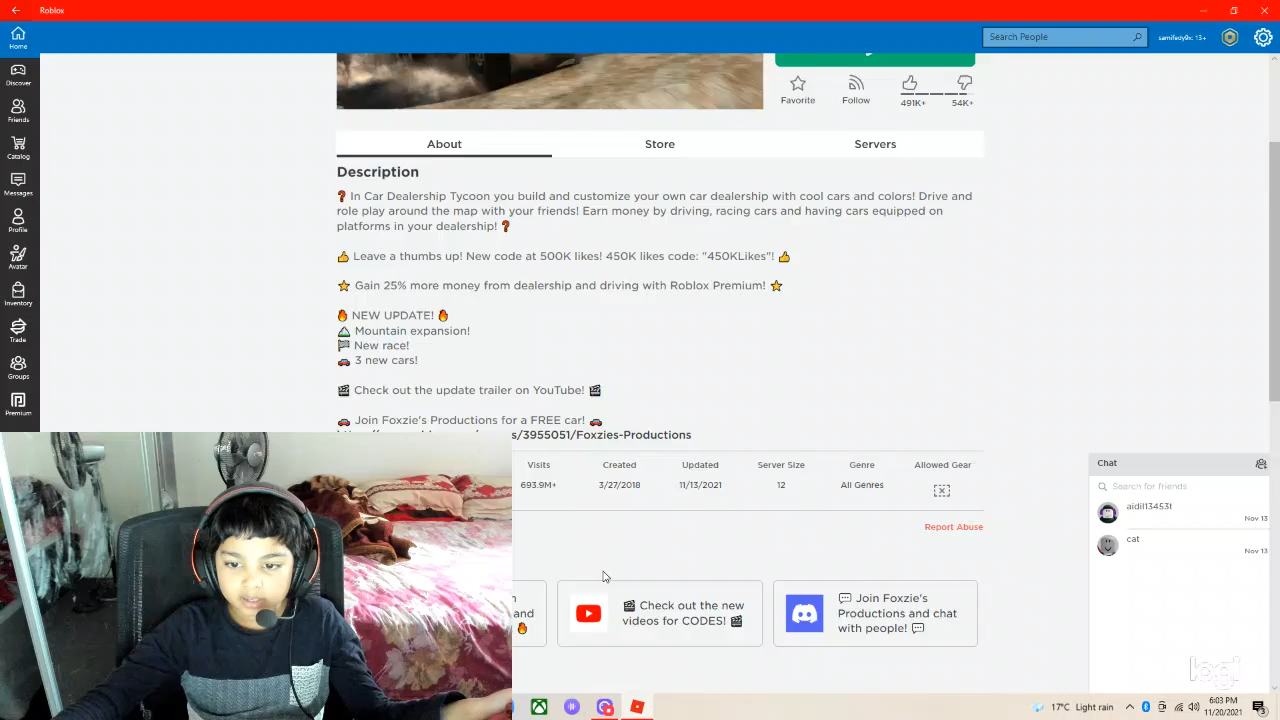 Roblox
Home
Search People
samifady9x: 13+
Discover
Friends
Catalog
Messages
Profile
Avatar
Inventory
Trade
Groups
Premium
Favorite
Follow
491K+
54K+
About
Store
Servers
Description
❓ In Car Dealership Tycoon you build and customize your own car dealership with cool cars and colors! Drive and
role play around the map with your friends! Earn money by driving, racing cars and having cars equipped on
platforms in your dealership! ❓
👍 Leave a thumbs up! New code at 500K likes! 450K likes code: "450KLikes"! 👍
⭐ Gain 25% more money from dealership and driving with Roblox Premium! ⭐
🔥 NEW UPDATE! 🔥
Mountain expansion!
🏁 New race!
🚗 3 new cars!
🎬 Check out the update trailer on YouTube! 🎬
🚗 Join Foxzie's Productions for a FREE car! 🚗
s/3955051/Foxzies-Productions
Visits
Created
Updated
Server Size
Genre
Allowed Gear
693.9M+
3/27/2018
11/13/2021
12
All Genres
Report Abuse
and
🎬 Check out the new
videos for CODES! 🎬
💬 Join Foxzie's
Productions and chat
with people! 💬
Chat
Search for friends
aidil13453t
Nov 13
cat
Nov 13
17°C Light rain
6:03 PM
11/20/2021
3